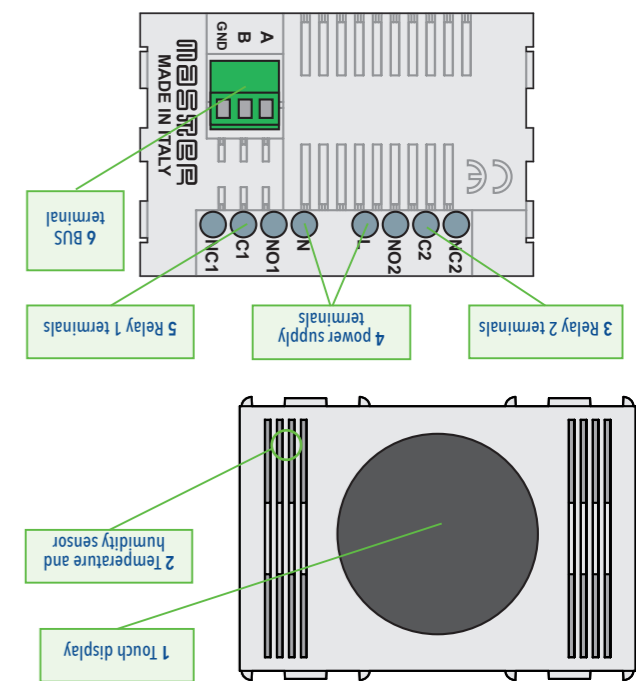 1 Touch display
2 Temperature and
humidity sensor
3 Relay 2 terminals
4 power supply
terminals
5 Relay 1 terminals
6 BUS
terminal
NC2
C2
NO2
L
N
NO1
C1
NC1
CE
A
B
GND
MASTER
MADE IN ITALY